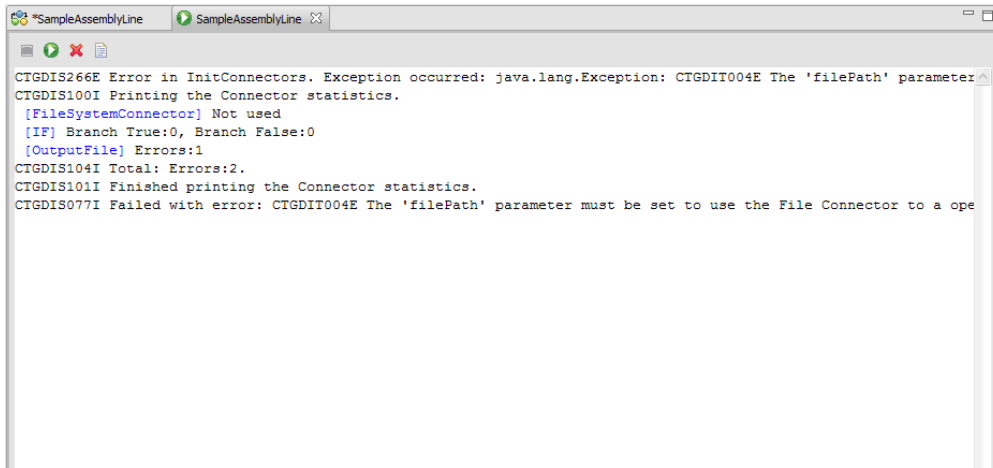 *SampleAssemblyLine SampleAssemblyLine
CTGDIS266E Error in InitConnectors. Exception occurred: java.lang.Exception: CTGDIT004E The 'filePath' parameter
CTGDIS100I Printing the Connector statistics.
[FileSystemConnector] Not used
[IF] Branch True:0, Branch False:0
[OutputFile] Errors:1
CTGDIS104I Total: Errors:2.
CTGDIS101I Finished printing the Connector statistics.
CTGDIS077I Failed with error: CTGDIT004E The 'filePath' parameter must be set to use the File Connector to a ope